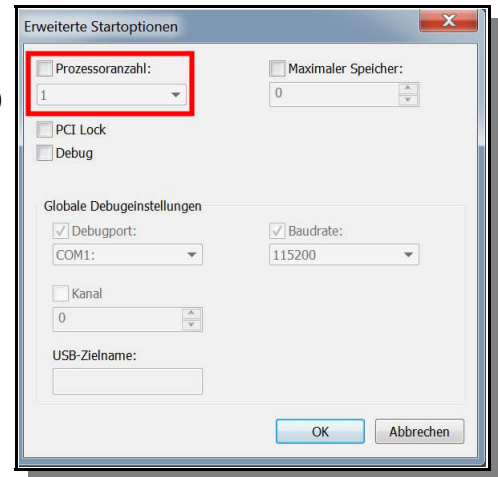 Erweiterte Startoptionen
Prozessoranzahl:
Maximaler Speicher:
1
0
PCI Lock
Debug
Globale Debugeinstellungen
Debugport:
Baudrate:
COM1:
115200
Kanal
0
USB-Zielname:
OK
Abbrechen